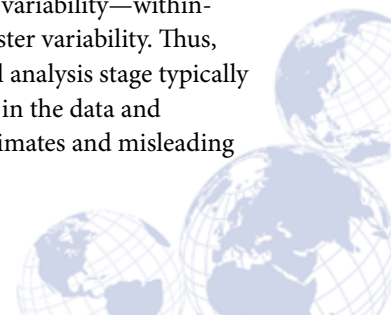 variability—within-
ster variability. Thus,
analysis stage typically
in the data and
imates and misleading